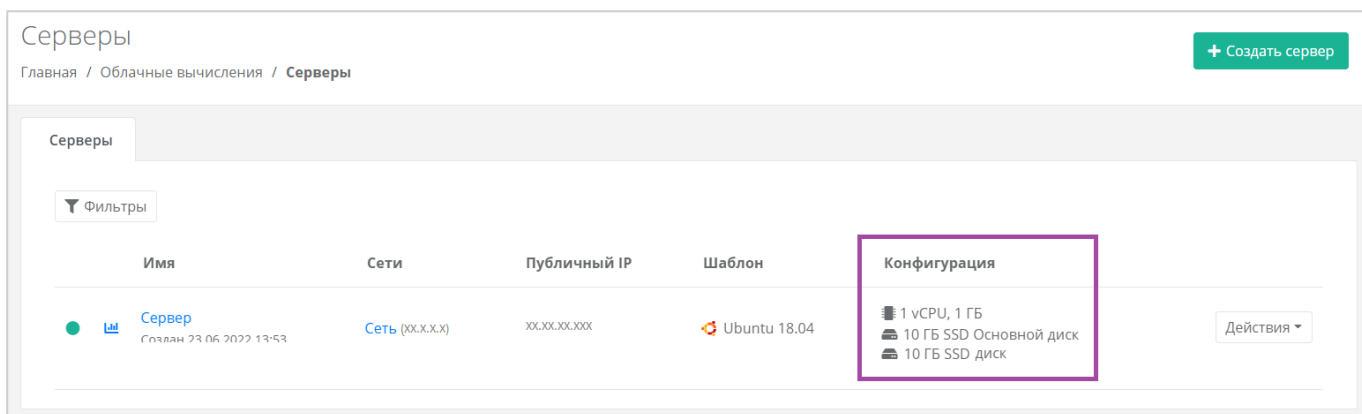 Серверы
+ Создать сервер
Главная / Облачные вычисления / Серверы
Серверы
Фильтры
Имя Сети Публичный IP Шаблон Конфигурация
Сервер
Создан 23.06.2022 13:53
Сеть (XX.X.X.X)
XX.XX.XX.XXX
Ubuntu 18.04
1 vCPU, 1 ГБ
10 ГБ SSD Основной диск
10 ГБ SSD диск
Действия